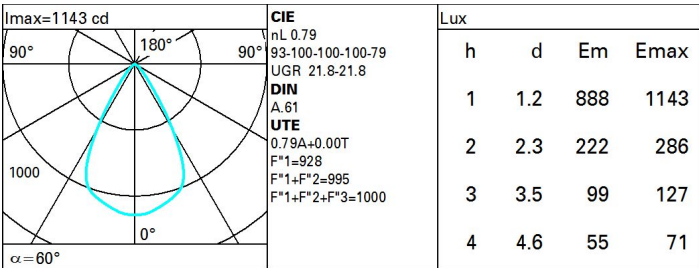 Imax=1143 cd
90° 180° 90°
1000
0°
α=60°
CIE
nL 0.79
93-100-100-100-79
UGR 21.8-21.8
DIN
A.61
UTE
0.79A+0.00T
F"1=928
F"1+F"2=995
F"1+F"2+F"3=1000
Lux
h d Em Emax
1 1.2 888 1143
2 2.3 222 286
3 3.5 99 127
4 4.6 55 71